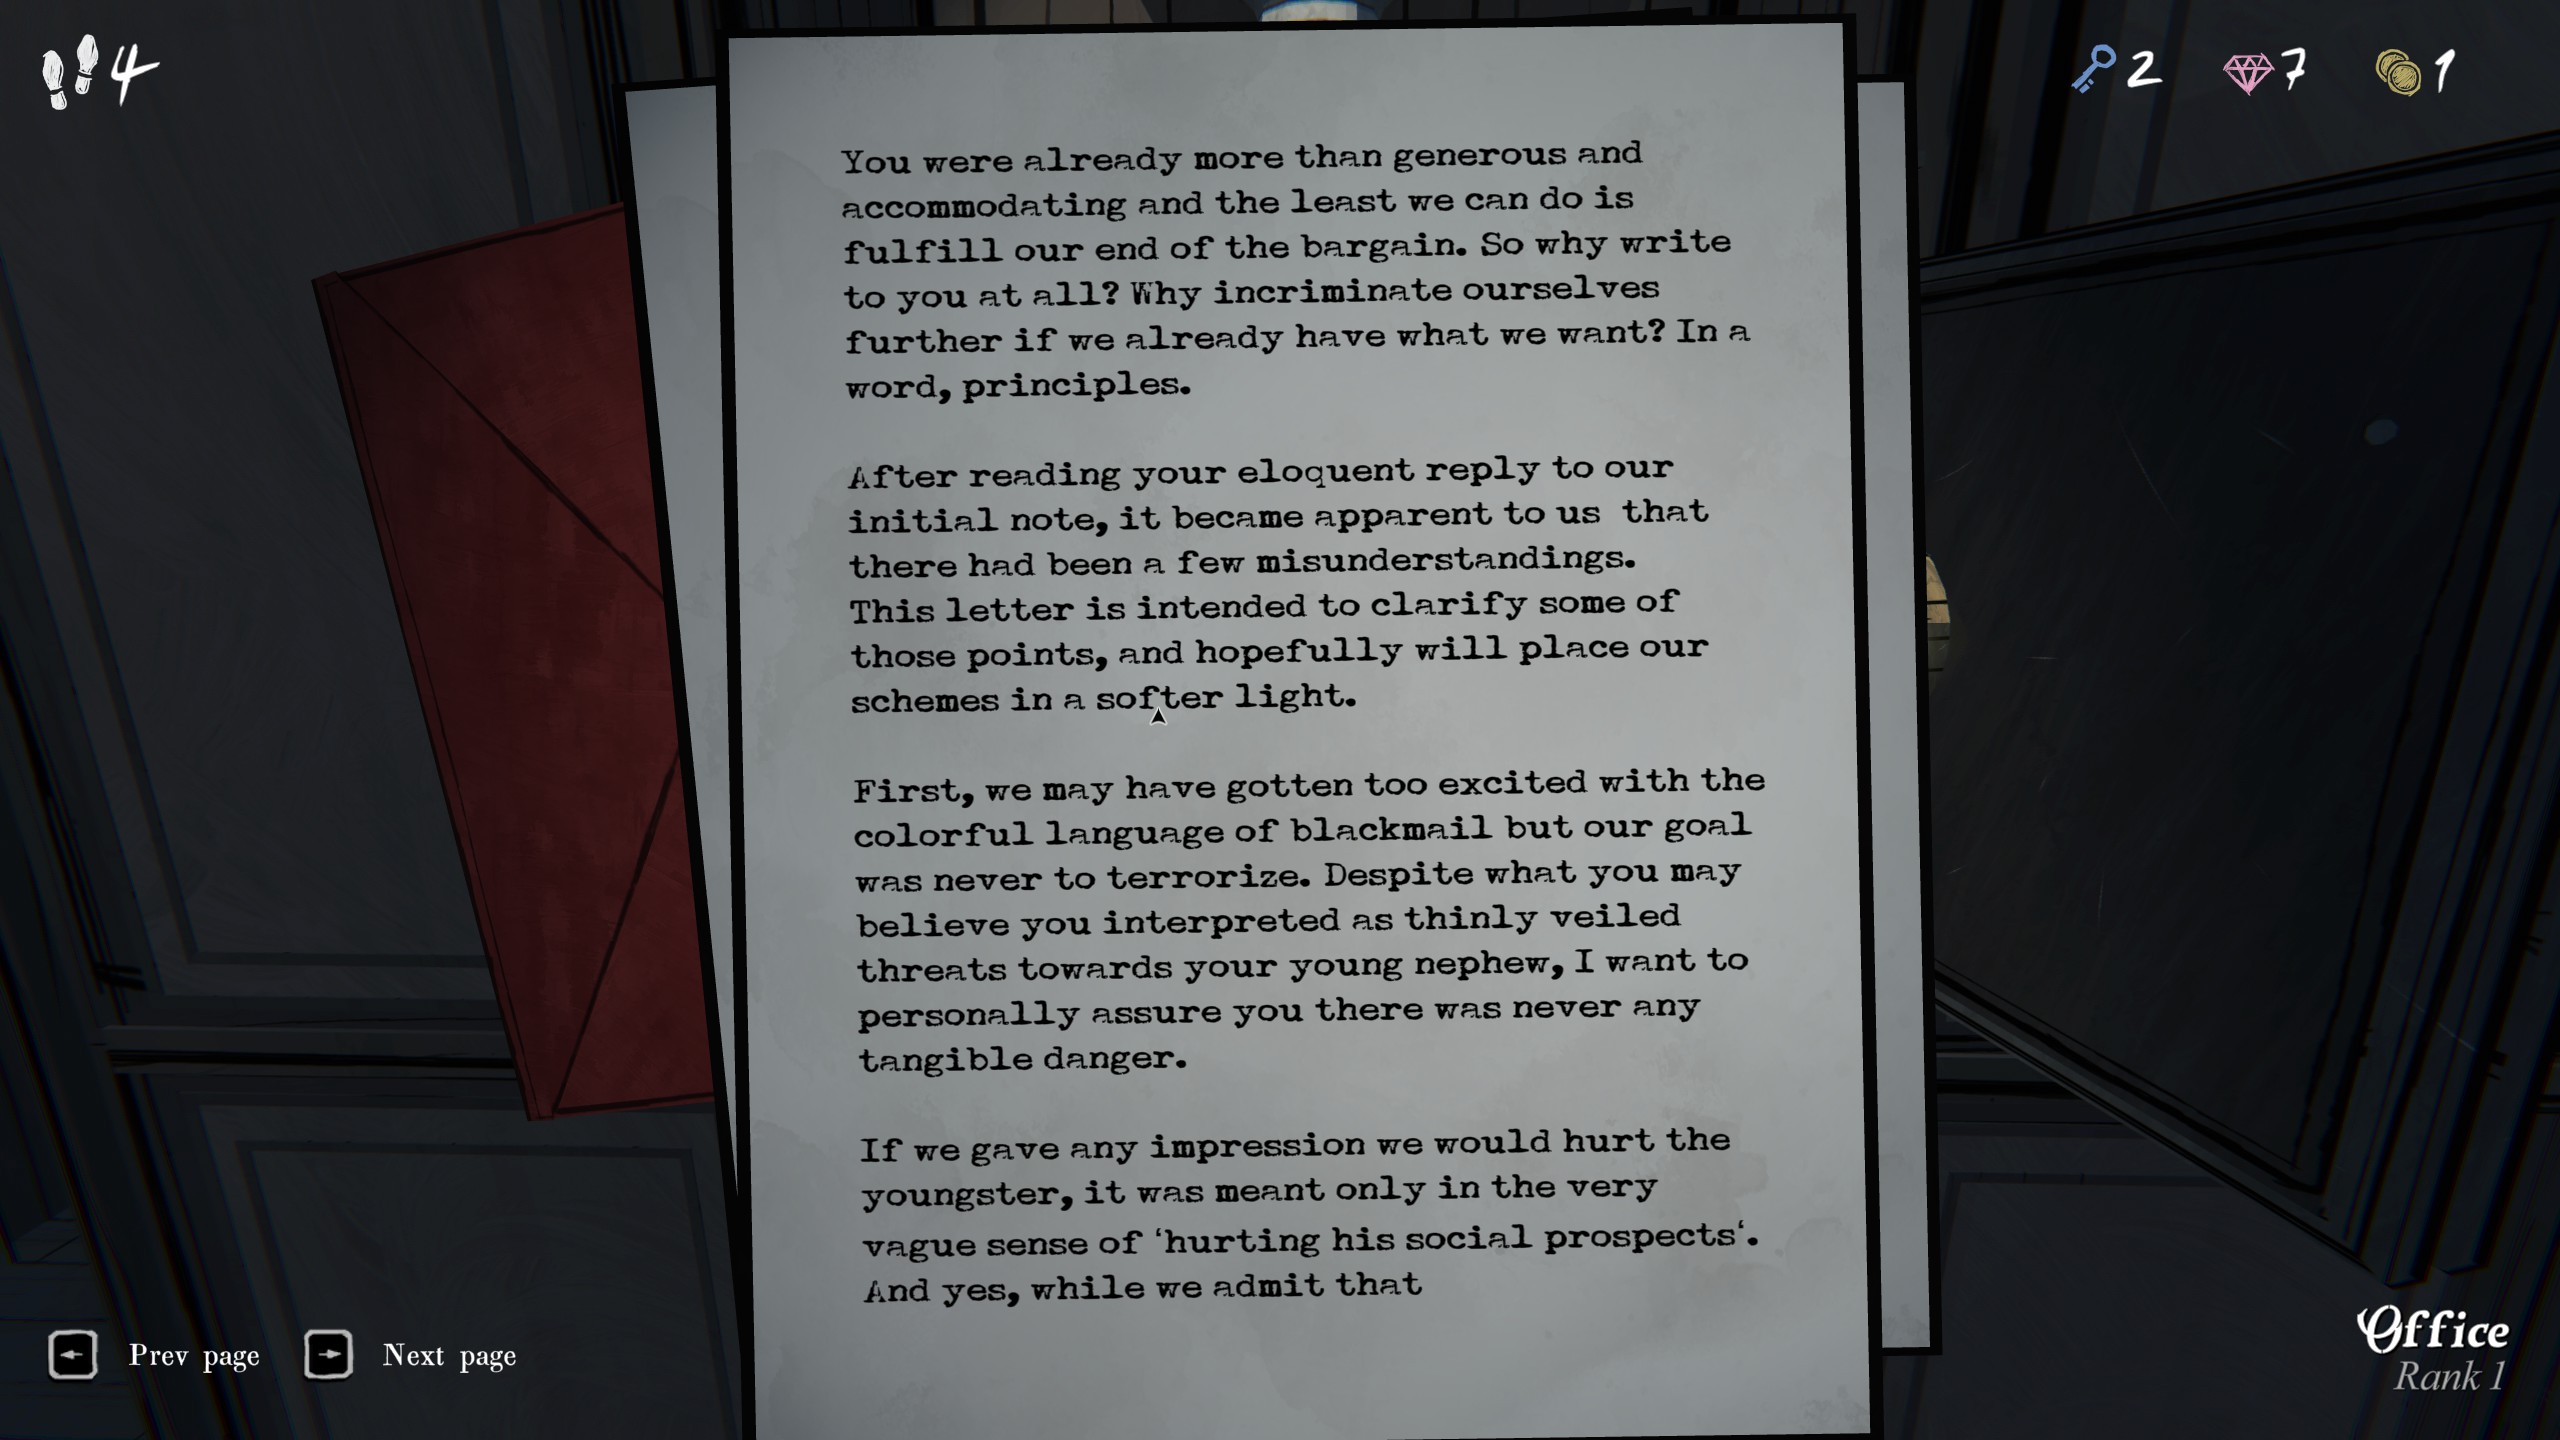 4
2
7
1
You were already more than generous and
accommodating and the least we can do is
fulfill our end of the bargain. So why write
to you at all? Why incriminate ourselves
further if we already have what we want? In a
word, principles.
After reading your eloquent reply to our
initial note, it became apparent to us  that
there had been a few misunderstandings.
This letter is intended to clarify some of
those points, and hopefully will place our
schemes in a softer light.
First, we may have gotten too excited with the
colorful language of blackmail but our goal
was never to terrorize. Despite what you may
believe you interpreted as thinly veiled
threats towards your young nephew, I want to
personally assure you there was never any
tangible danger.
If we gave any impression we would hurt the
youngster, it was meant only in the very
vague sense of ‘hurting his social prospects‘.
And yes, while we admit that
Prev page
Next page
Office
Rank 1